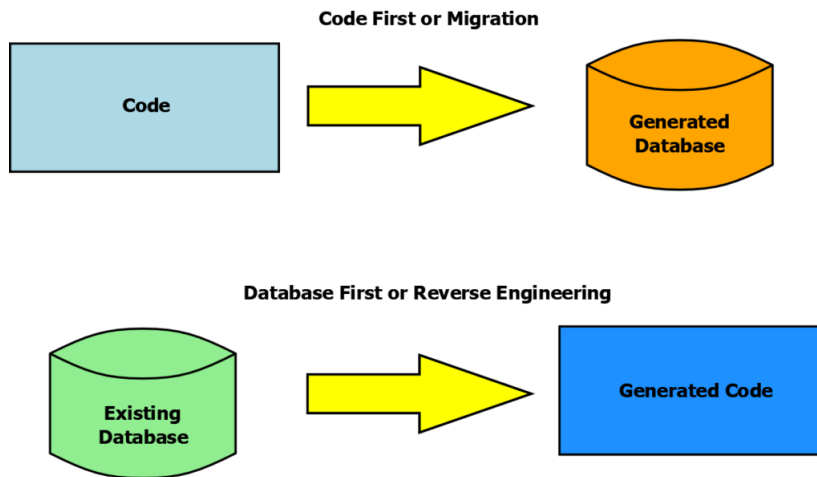 Code First or Migration
Code
Generated
Database
Database First or Reverse Engineering
Existing
Database
Generated Code